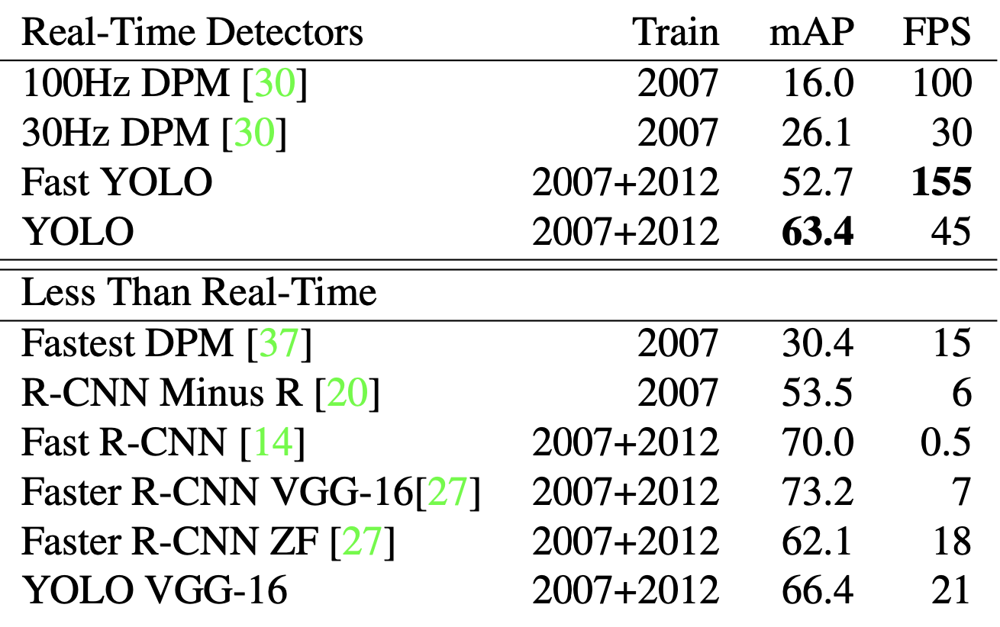 Real-Time Detectors Train mAP FPS
100Hz DPM [30] 2007 16.0 100
30Hz DPM [30] 2007 26.1 30
Fast YOLO 2007+2012 52.7 155
YOLO 2007+2012 63.4 45
Less Than Real-Time
Fastest DPM [37] 2007 30.4 15
R-CNN Minus R [20] 2007 53.5 6
Fast R-CNN [14] 2007+2012 70.0 0.5
Faster R-CNN VGG-16[27] 2007+2012 73.2 7
Faster R-CNN ZF [27] 2007+2012 62.1 18
YOLO VGG-16 2007+2012 66.4 21